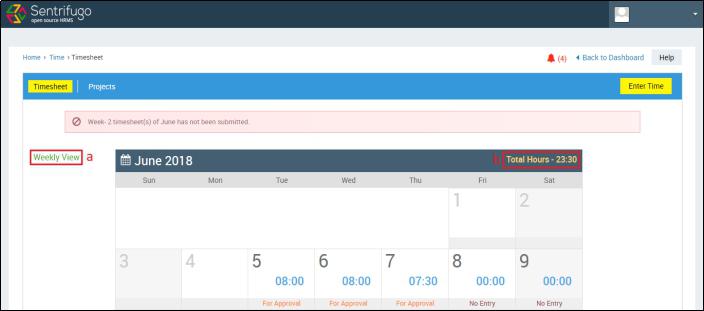 Sentrifugo
open source HRMS
Home › Time › Timesheet
(4) Back to Dashboard Help
Timesheet Projects Enter Time
Week- 2 timesheet(s) of June has not been submitted.
Weekly View a
June 2018 b Total Hours - 23:30
Sun Mon Tue Wed Thu Fri Sat
1 2
3 4 5 6 7 8 9
08:00 08:00 07:30 00:00 00:00
For Approval For Approval For Approval No Entry No Entry